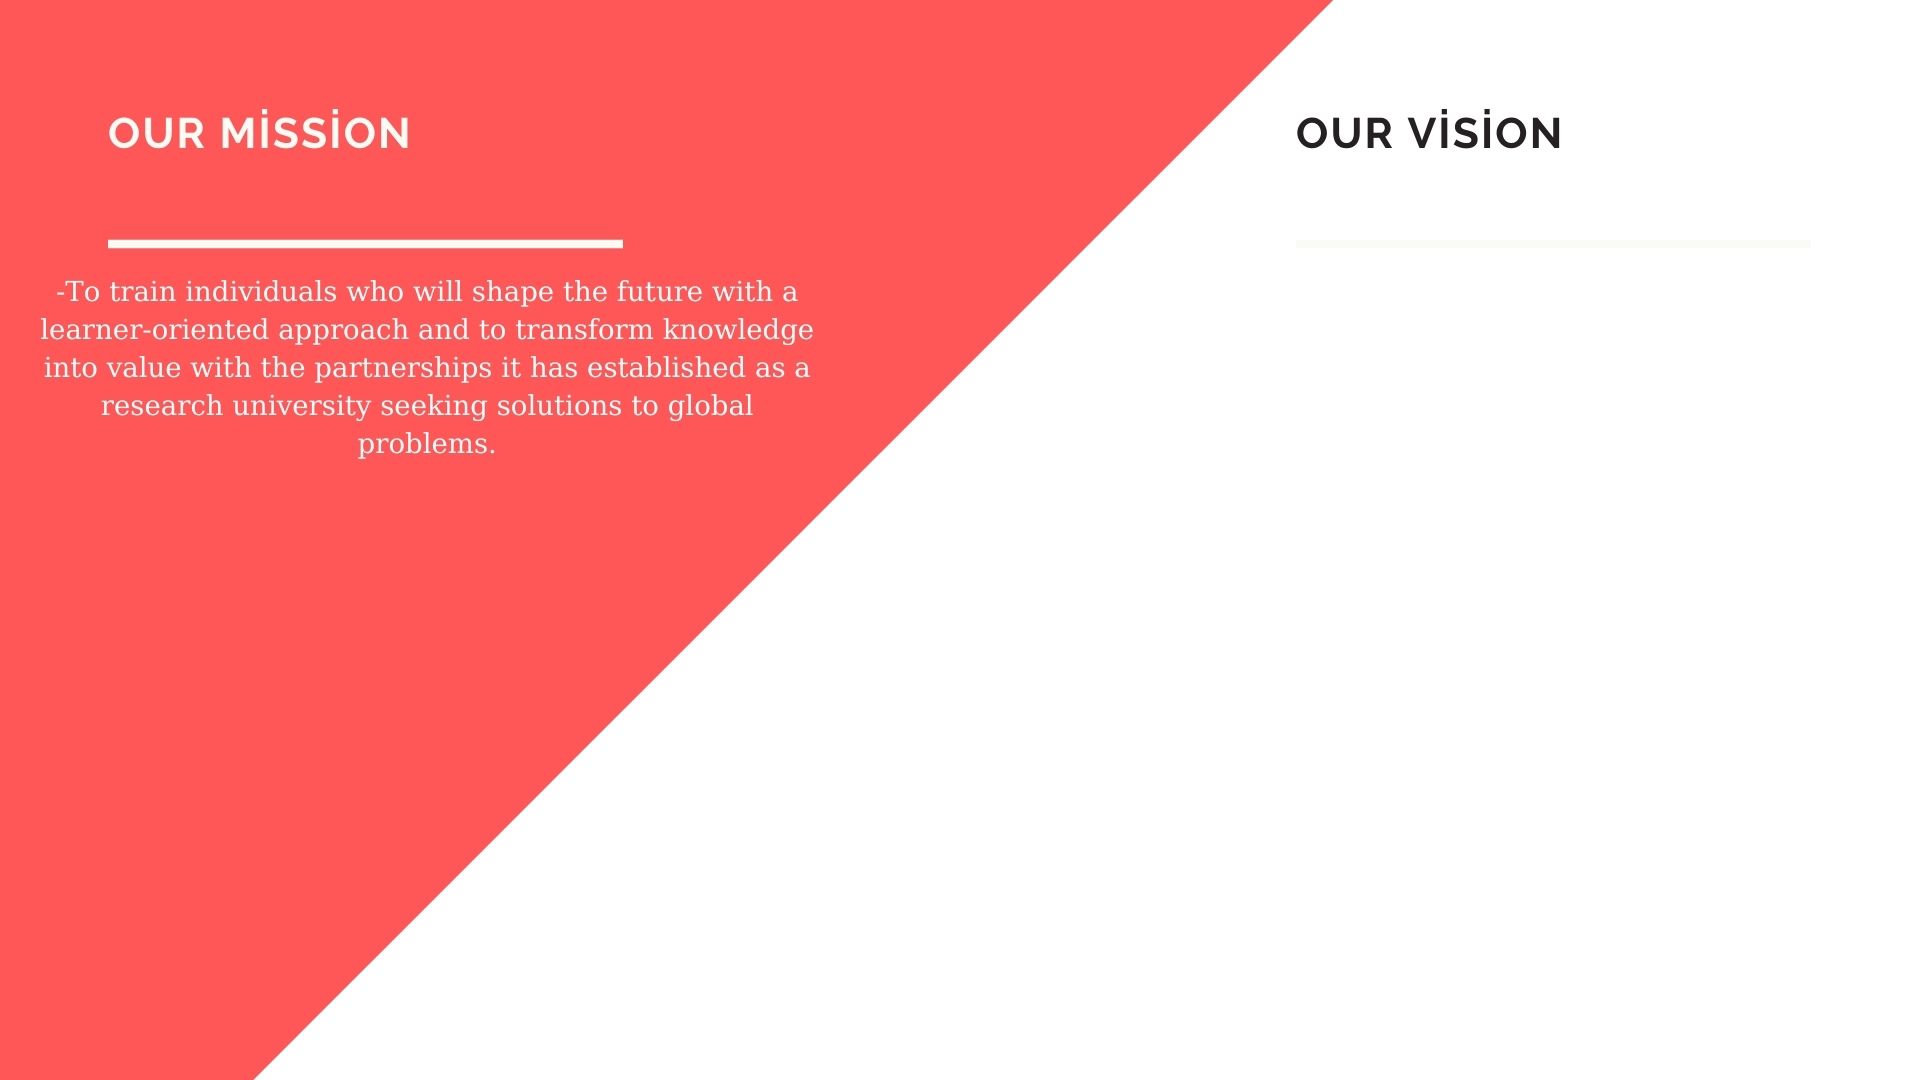 OUR MİSSİON
-To train individuals who will shape the future with a
learner-oriented approach and to transform knowledge
into value with the partnerships it has established as a
research university seeking solutions to global
problems.
OUR VİSİON